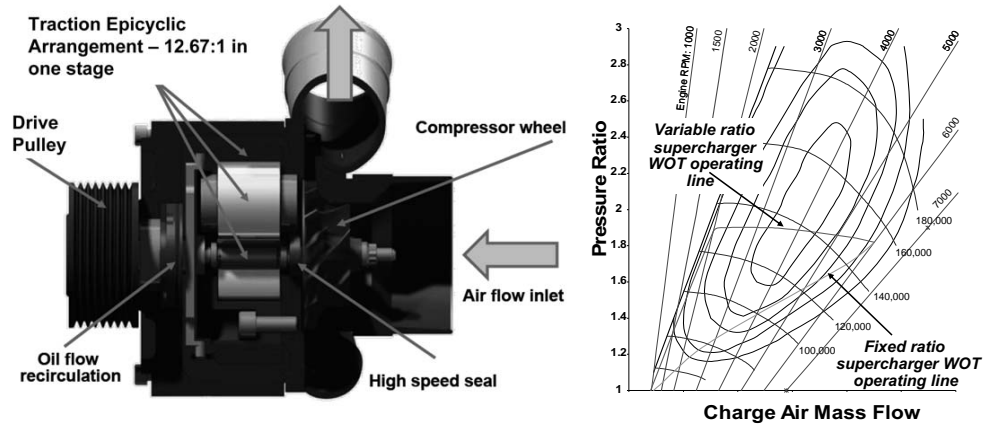 Traction Epicyclic
Arrangement – 12.67:1 in
one stage
Drive
Pulley
Compressor wheel
Air flow inlet
Oil flow
recirculation
High speed seal
3
2.8
2.6
2.4
2.2
2
1.8
1.6
1.4
1.2
1
Pressure Ratio
Engine RPM: 1000
1500
2000
3000
4000
5000
6000
7000
Variable ratio
supercharger
WOT operating
line
180,000
160,000
140,000
120,000
100,000
Fixed ratio
supercharger WOT
operating line
Charge Air Mass Flow